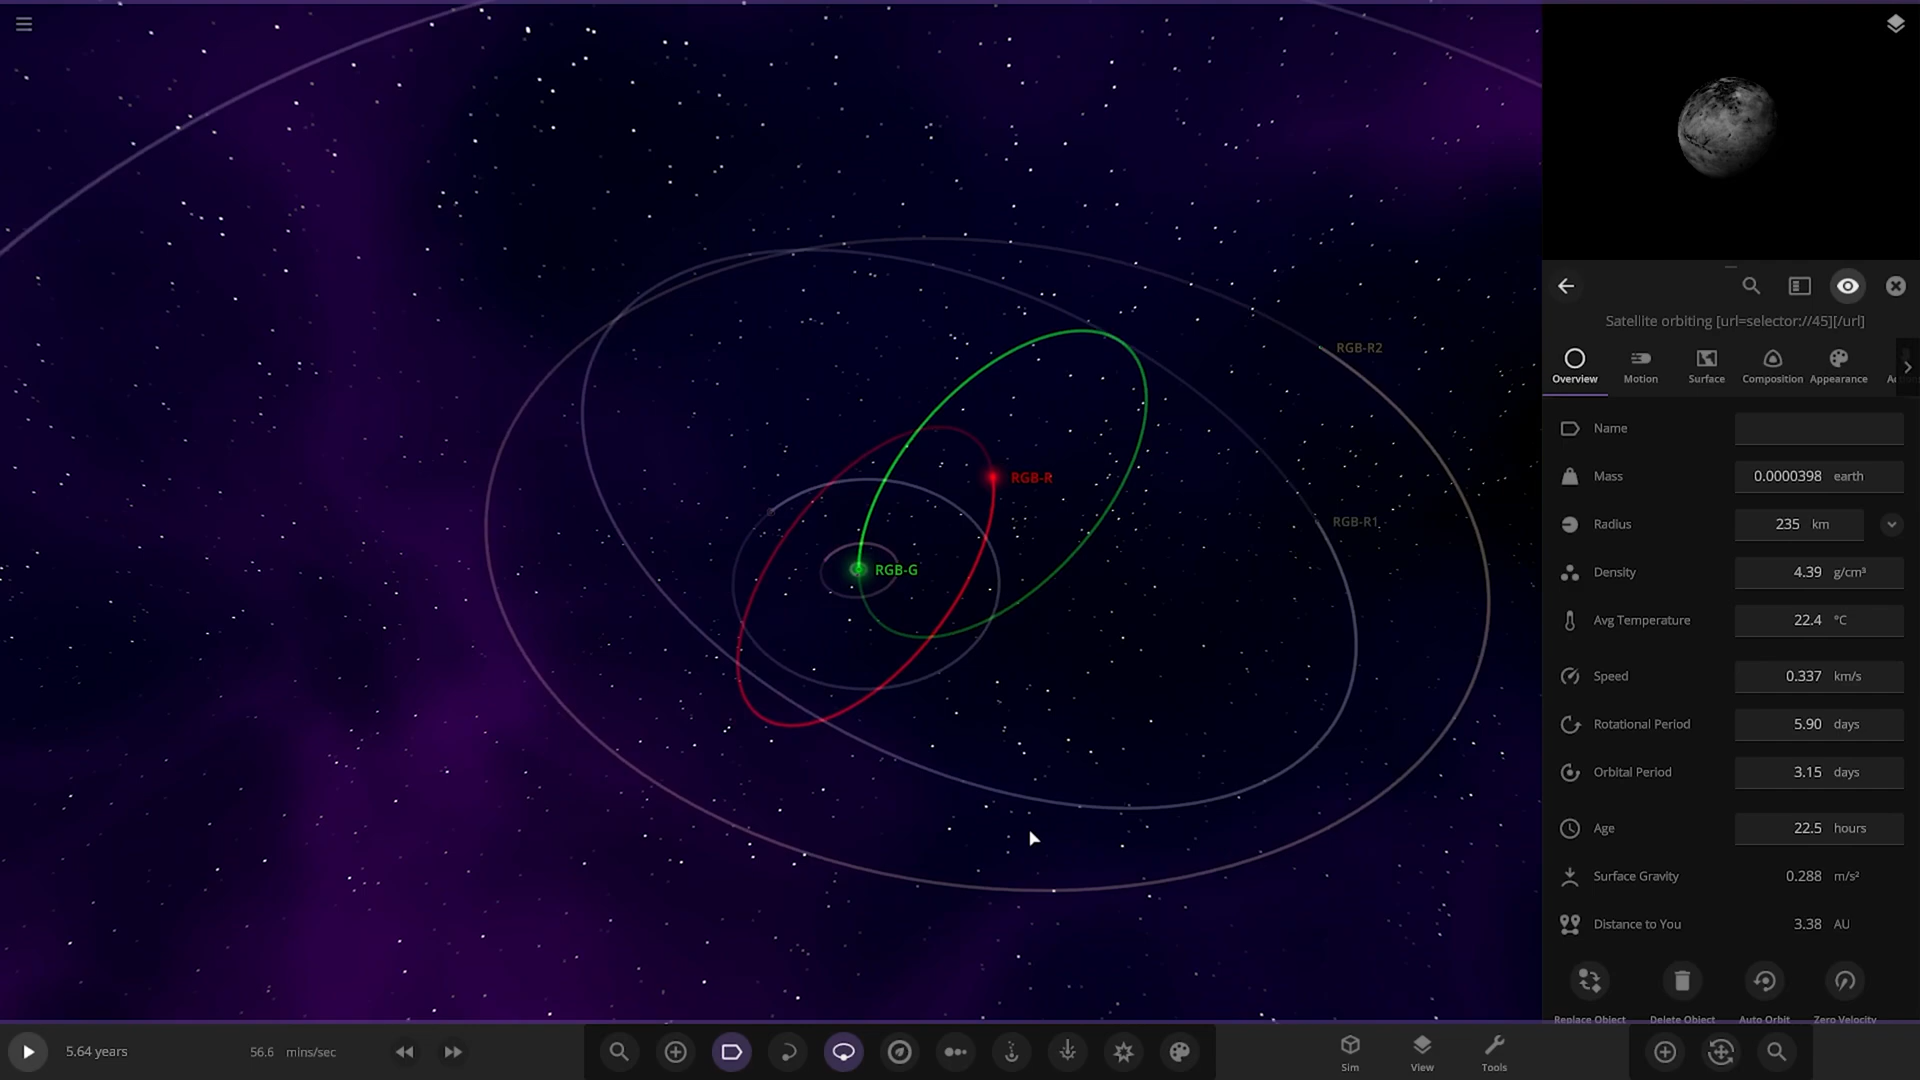 Satellite orbiting [url=selector://45][/url]
Overview Motion Surface Composition Appearance
Name
Mass 0.0000398 earth
Radius 235 km
Density 4.39 g/cm³
Avg Temperature 22.4 °C
Speed 0.337 km/s
Rotational Period 5.90 days
Orbital Period 3.15 days
Age 22.5 hours
Surface Gravity 0.288 m/s²
Distance to You 3.38 AU
Replace Object Delete Object Auto Orbit Zero Velocity
RGB-R2
RGB-R
RGB-R1
RGB-G
5.64 years 56.6 mins/sec
Sim View Tools